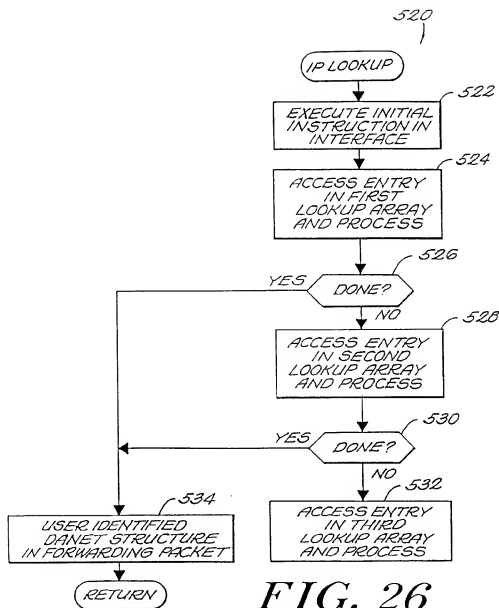 520
IP LOOKUP
522
EXECUTE INITIAL
INSTRUCTION IN
INTERFACE
524
ACCESS ENTRY
IN FIRST
LOOKUP ARRAY
AND PROCESS
526
YES
DONE?
NO
528
ACCESS ENTRY
IN SECOND
LOOKUP ARRAY
AND PROCESS
530
YES
DONE?
NO
532
ACCESS ENTRY
IN THIRD
LOOKUP ARRAY
AND PROCESS
534
USER IDENTIFIED
DANET STRUCTURE
IN FORWARDING PACKET
RETURN
FIG. 26